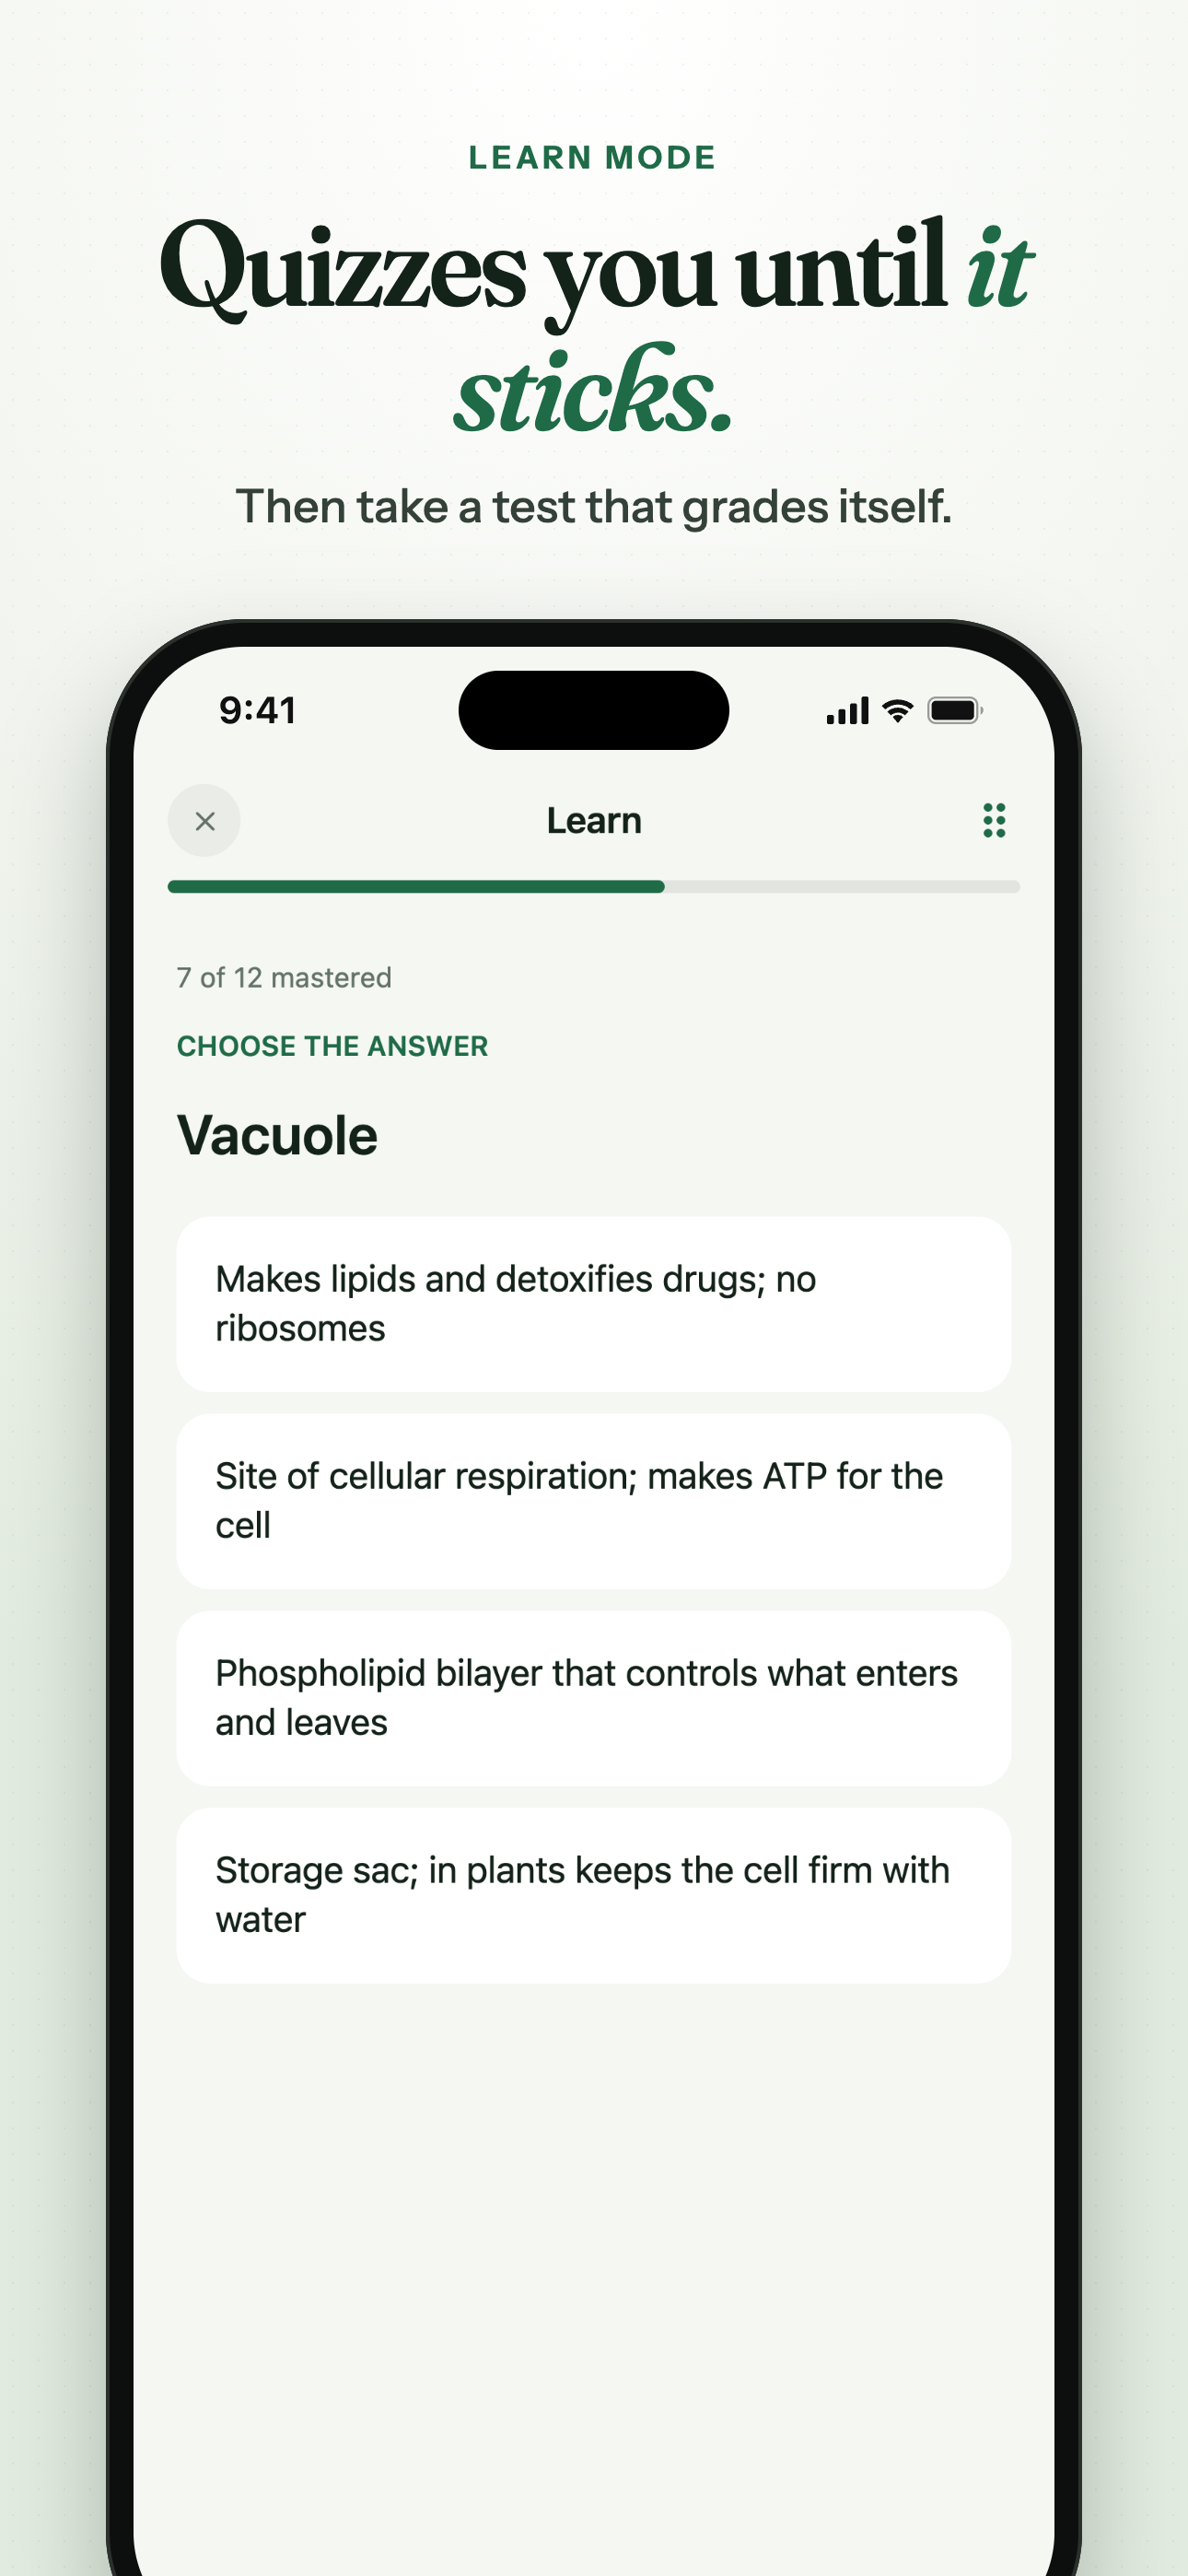 LEARN MODE
Quizzes you until it
sticks.
Then take a test that grades itself.
9:41
Learn
7 of 12 mastered
CHOOSE THE ANSWER
Vacuole
Makes lipids and detoxifies drugs; no
ribosomes
Site of cellular respiration; makes ATP for the
cell
Phospholipid bilayer that controls what enters
and leaves
Storage sac; in plants keeps the cell firm with
water